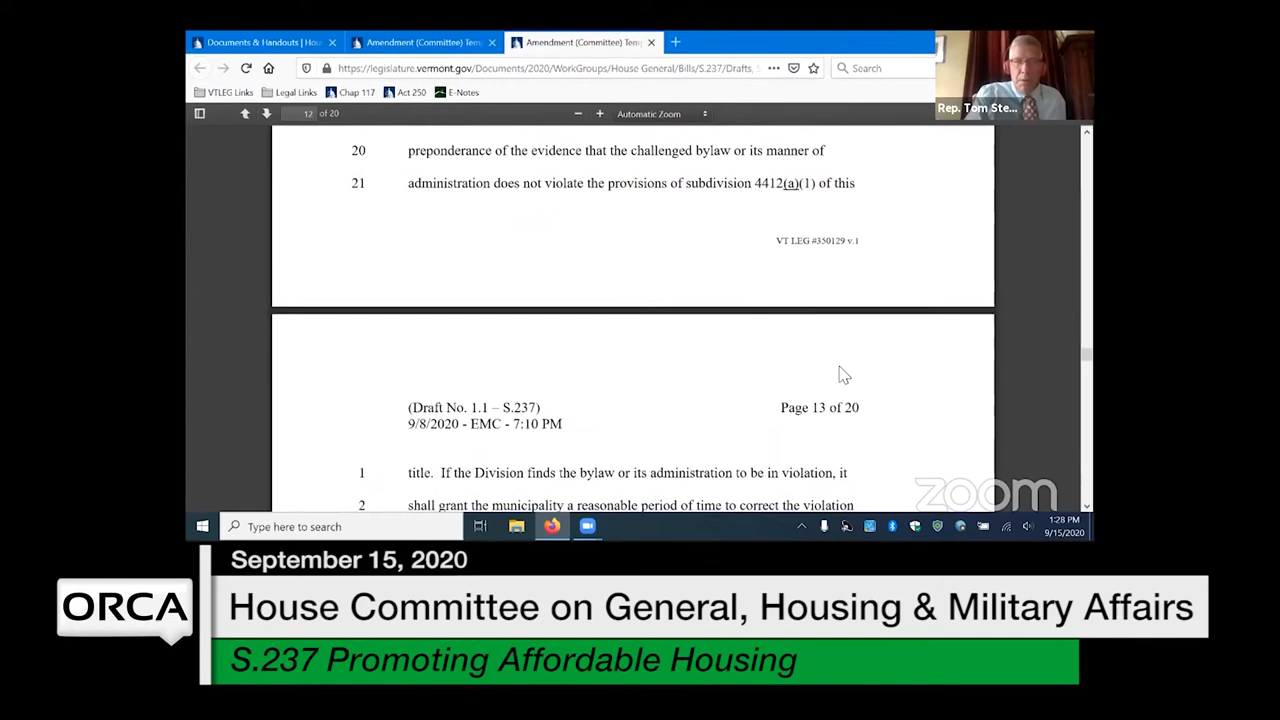 Documents & Handouts | Hou
Amendment (Committee) Temp
Amendment (Committee) Temp
https://legislature.vermont.gov/Documents/2020/WorkGroups/House General/Bills/S.237/Drafts,
Search
VTLEG Links
Legal Links
Chap 117
Act 250
E-Notes
Rep. Tom Ste...
12 of 20
Automatic Zoom
20 preponderance of the evidence that the challenged bylaw or its manner of
21 administration does not violate the provisions of subdivision 4412(a)(1) of this
VT LEG #350129 v.1
(Draft No. 1.1 – S.237) Page 13 of 20
9/8/2020 - EMC - 7:10 PM
1 title. If the Division finds the bylaw or its administration to be in violation, it
2 shall grant the municipality a reasonable period of time to correct the violation
zoom
Type here to search
1:28 PM
9/15/2020
September 15, 2020
ORCA
House Committee on General, Housing & Military Affairs
S.237 Promoting Affordable Housing